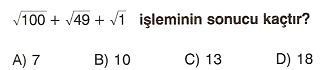 √100 + √49 + √1 işleminin sonucu kaçtır?
A) 7 B) 10 C) 13 D) 18